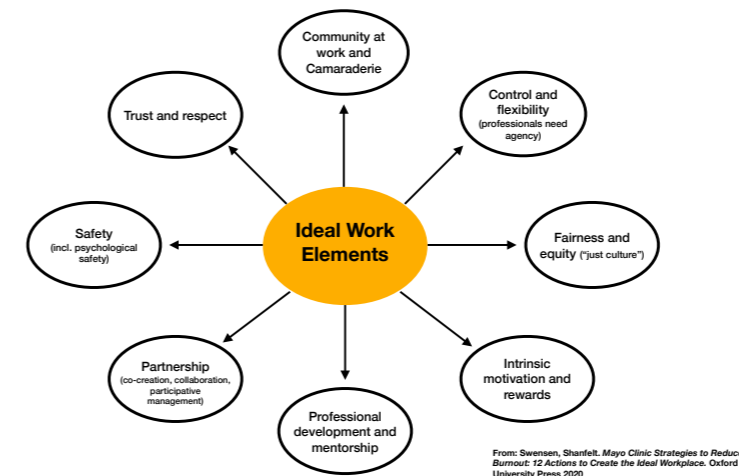 Community at
work and
Camaraderie
Trust and respect
Control and
flexibility
(professionals need
agency)
Ideal Work
Elements
Safety
(incl. psychological
safety)
Fairness and
equity ("just culture")
Partnership
(co-creation, collaboration,
participative
management)
Intrinsic
motivation and
rewards
Professional
development and
mentorship
From: Swensen, Shanfelt. Mayo Clinic Strategies to Reduce
Burnout: 12 Actions to Create the Ideal Workplace. Oxford
University Press 2020